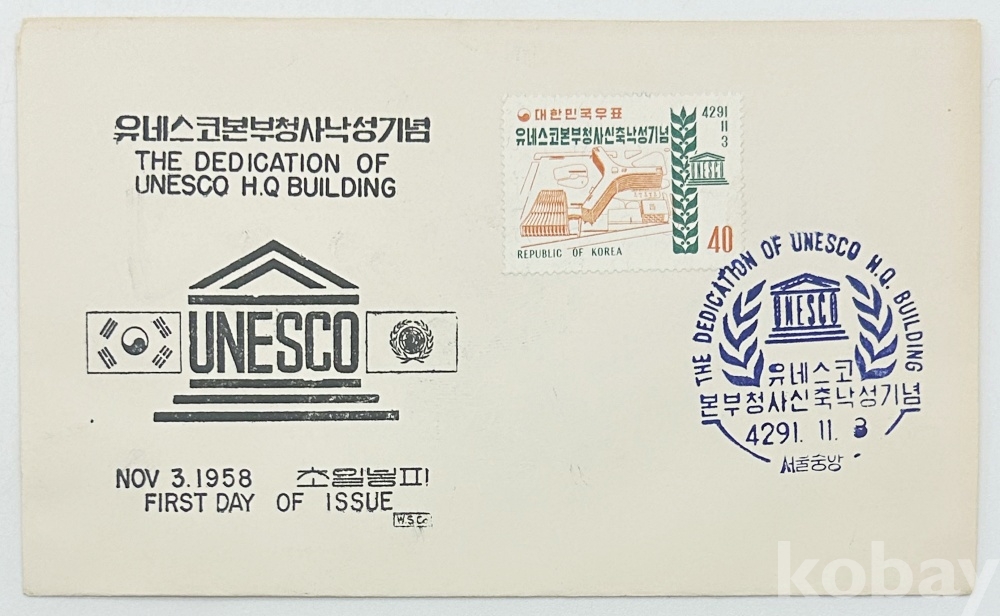 유네스코본부청사낙성기념
THE DEDICATION OF
UNESCO H.Q BUILDING
UNESCO
NOV 3.1958 초일봉피
FIRST DAY OF ISSUE
W.S.C.
대한민국우표
유네스코본부청사신축낙성기념
4291
11
3
UNESCO
40
REPUBLIC OF KOREA
THE DEDICATION OF UNESCO H.Q. BUILDING
UNESCO
유네스코
본부청사신축낙성기념
4291. 11. 3
서울중앙
kobay